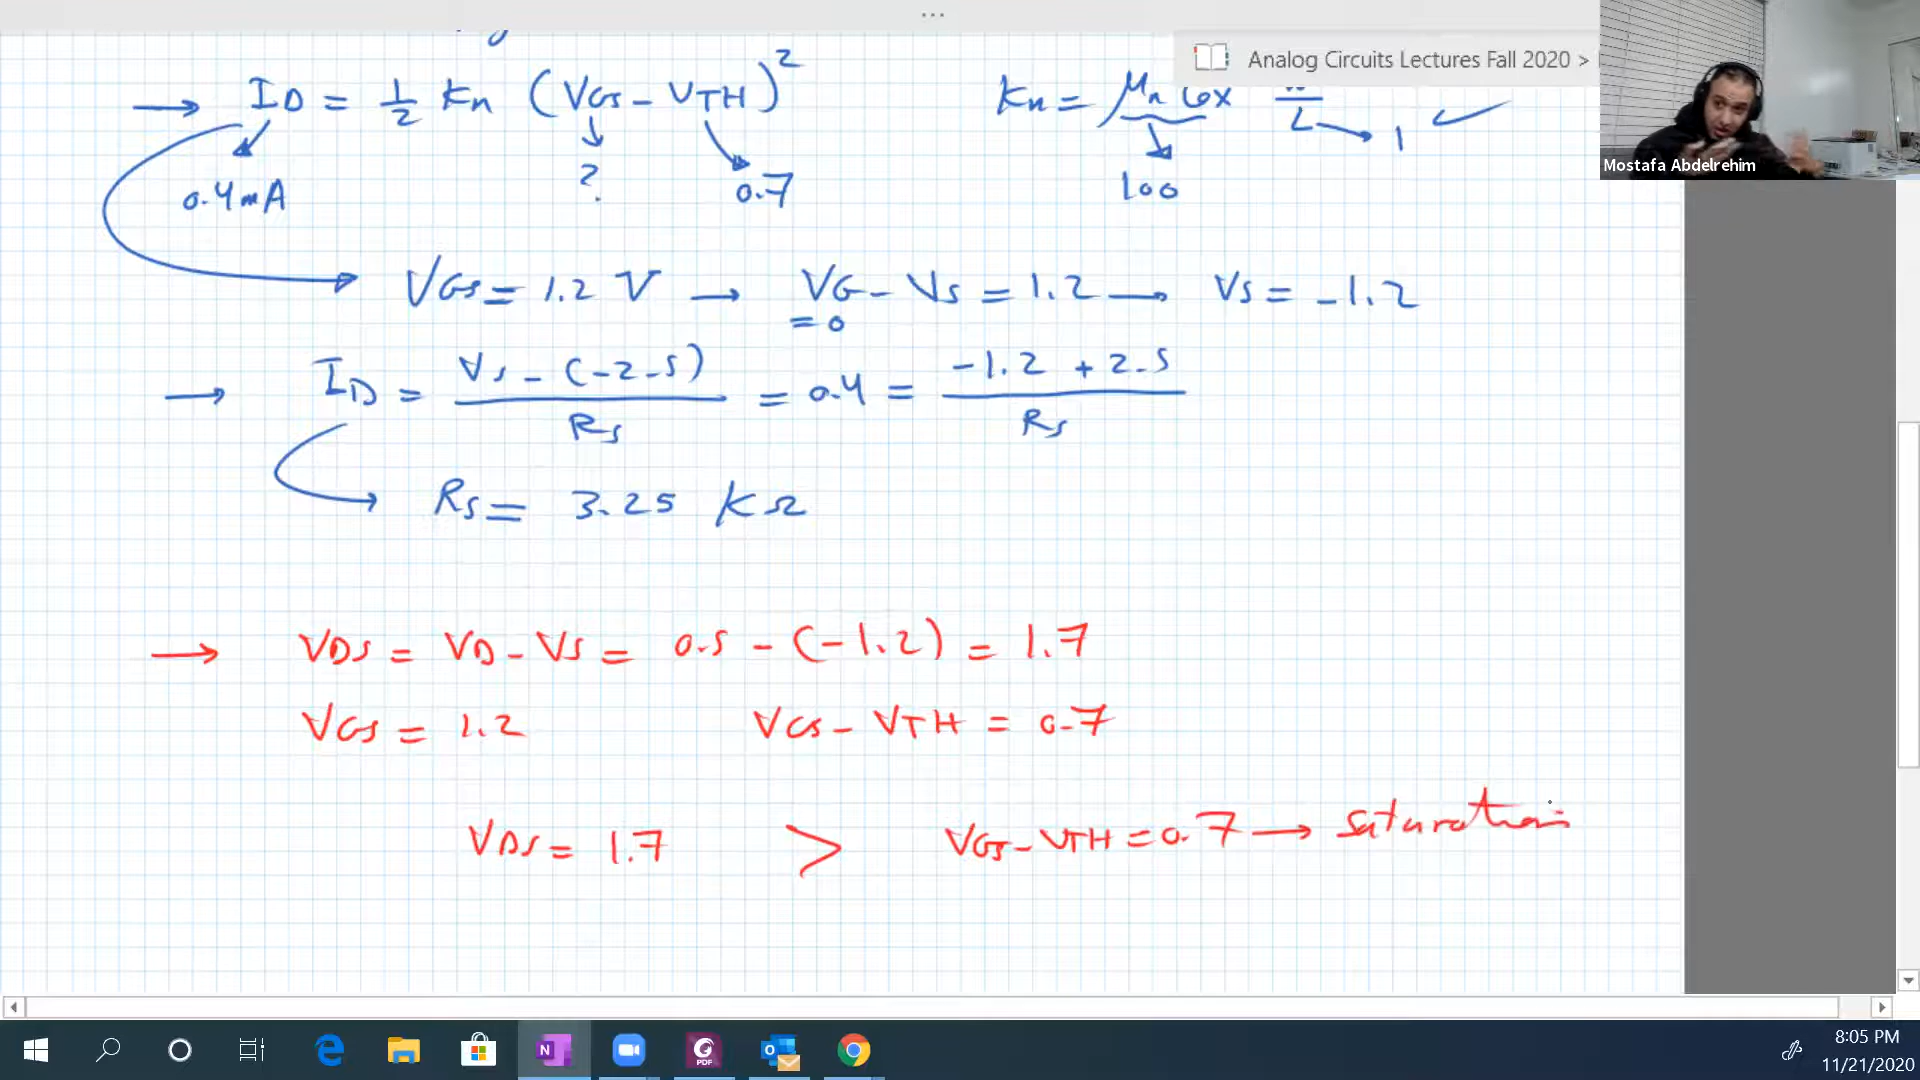 ...
Analog Circuits Lectures Fall 2020 >
→ ID = 1/2 Kn (VGS - VTH)²
Kn = μn Cox W/L → 1 ✓
0.4mA
?
0.7
100
VGS = 1.2 V → VG - VS = 1.2 → VS = -1.2
= 0
→ ID = VS - (-2.5) / RS = 0.4 = -1.2 + 2.5 / RS
RS = 3.25 KΩ
→ VDS = VD - VS = 0.5 - (-1.2) = 1.7
VGS = 1.2
VGS - VTH = 0.7
VDS = 1.7 > VGS - VTH = 0.7 → saturation
Mostafa Abdelrehim
N
PDF
8:05 PM
11/21/2020